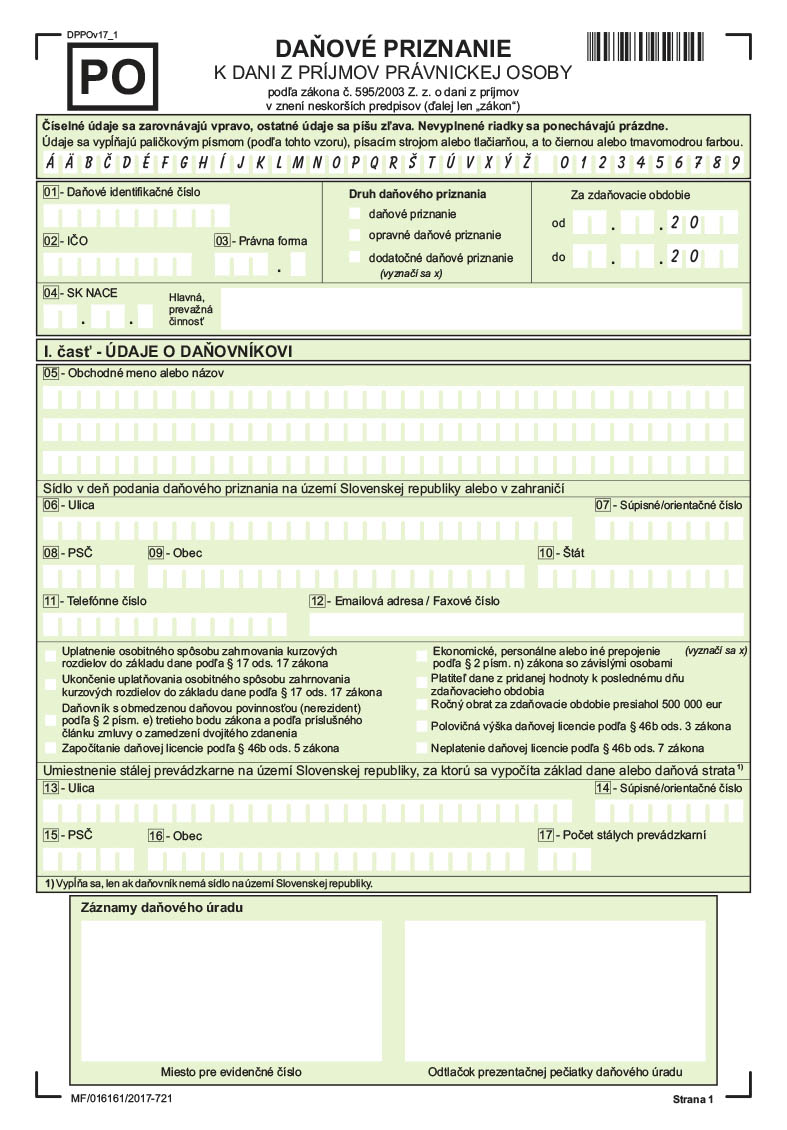 DPPOv17_1
PO
DAŇOVÉ PRIZNANIE
K DANI Z PRÍJMOV PRÁVNICKEJ OSOBY
podľa zákona č. 595/2003 Z. z. o dani z príjmov
v znení neskorších predpisov (ďalej len „zákon“)
Číselné údaje sa zarovnávajú vpravo, ostatné údaje sa píšu zľava. Nevyplnené riadky sa ponechávajú prázdne.
Údaje sa vypĺňajú paličkovým písmom (podľa tohto vzoru), písacím strojom alebo tlačiarňou, a to čiernou alebo tmavomodrou farbou.
Á Ä B Č D É F G H Í J K L M N O P Q R Š T Ú V X Ý Ž 0 1 2 3 4 5 6 7 8 9
01 - Daňové identifikačné číslo
02 - IČO
03 - Právna forma
.
Druh daňového priznania
daňové priznanie
opravné daňové priznanie
dodatočné daňové priznanie
(vyznačí sa x)
Za zdaňovacie obdobie
od . . 2 0
do . . 2 0
04 - SK NACE
. .
Hlavná,
prevažná
činnosť
I. časť - ÚDAJE O DAŇOVNÍKOVI
05 - Obchodné meno alebo názov
Sídlo v deň podania daňového priznania na území Slovenskej republiky alebo v zahraničí
06 - Ulica
07 - Súpisné/orientačné číslo
08 - PSČ
09 - Obec
10 - Štát
11 - Telefónne číslo
12 - Emailová adresa / Faxové číslo
Uplatnenie osobitného spôsobu zahrnovania kurzových
rozdielov do základu dane podľa § 17 ods. 17 zákona
Ukončenie uplatňovania osobitného spôsobu zahrnovania
kurzových rozdielov do základu dane podľa § 17 ods. 17 zákona
Daňovník s obmedzenou daňovou povinnosťou (nerezident)
podľa § 2 písm. e) tretieho bodu zákona a podľa príslušného
článku zmluvy o zamedzení dvojitého zdanenia
Započítanie daňovej licencie podľa § 46b ods. 5 zákona
Ekonomické, personálne alebo iné prepojenie
podľa § 2 písm. n) zákona so závislými osobami
(vyznačí sa x)
Platiteľ dane z pridanej hodnoty k poslednému dňu
zdaňovacieho obdobia
Ročný obrat za zdaňovacie obdobie presiahol 500 000 eur
Polovičná výška daňovej licencie podľa § 46b ods. 3 zákona
Neplatenie daňovej licencie podľa § 46b ods. 7 zákona
Umiestnenie stálej prevádzkarne na území Slovenskej republiky, za ktorú sa vypočíta základ dane alebo daňová strata 1)
13 - Ulica
14 - Súpisné/orientačné číslo
15 - PSČ
16 - Obec
17 - Počet stálych prevádzkarní
1) Vypĺňa sa, len ak daňovník nemá sídlo na území Slovenskej republiky.
Záznamy daňového úradu
Miesto pre evidenčné číslo
Odtlačok prezentačnej pečiatky daňového úradu
MF/016161/2017-721
Strana 1